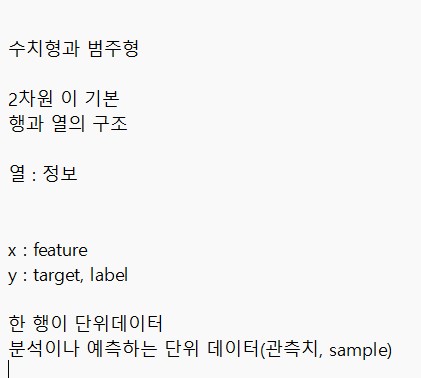 수치형과 범주형
2차원 이 기본
행과 열의 구조
열 : 정보
x : feature
y : target, label
한 행이 단위데이터
분석이나 예측하는 단위 데이터(관측치, sample)